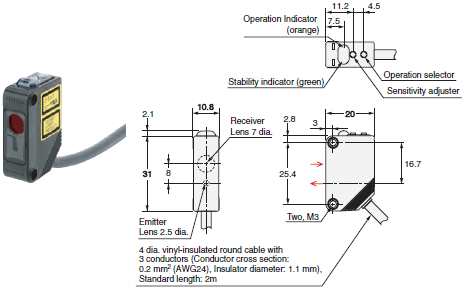 11.2
4.5
Operation Indicator
(orange)
7.5
Stability indicator (green)
Operation selector
Sensitivity adjuster
2.1
10.8
Receiver
Lens 7 dia.
2.8
20
3
31
8
25.4
16.7
Emitter
Lens 2.5 dia.
Two, M3
4 dia. vinyl-insulated round cable with
3 conductors (Conductor cross section:
0.2 mm² (AWG24), Insulator diameter: 1.1 mm),
Standard length: 2m